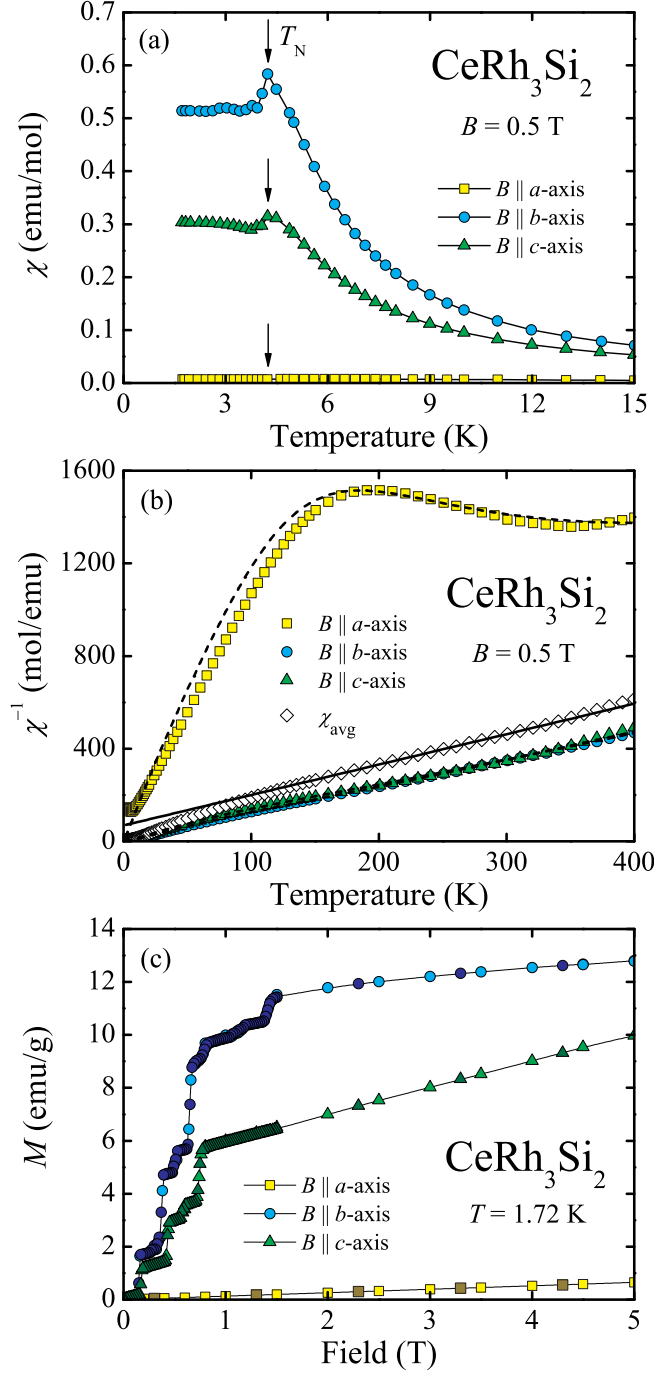 (a)
T_N
CeRh₃Si₂
B = 0.5 T
B || a-axis
B || b-axis
B || c-axis
χ (emu/mol)
0.7
0.6
0.5
0.4
0.3
0.2
0.1
0.0
0 3 6 9 12 15
Temperature (K)
(b)
CeRh₃Si₂
B = 0.5 T
B || a-axis
B || b-axis
B || c-axis
χ_avg
χ⁻¹ (mol/emu)
1600
1200
800
400
0
0 100 200 300 400
Temperature (K)
(c)
CeRh₃Si₂
T = 1.72 K
B || a-axis
B || b-axis
B || c-axis
M (emu/g)
14
12
10
8
6
4
2
0
0 1 2 3 4 5
Field (T)